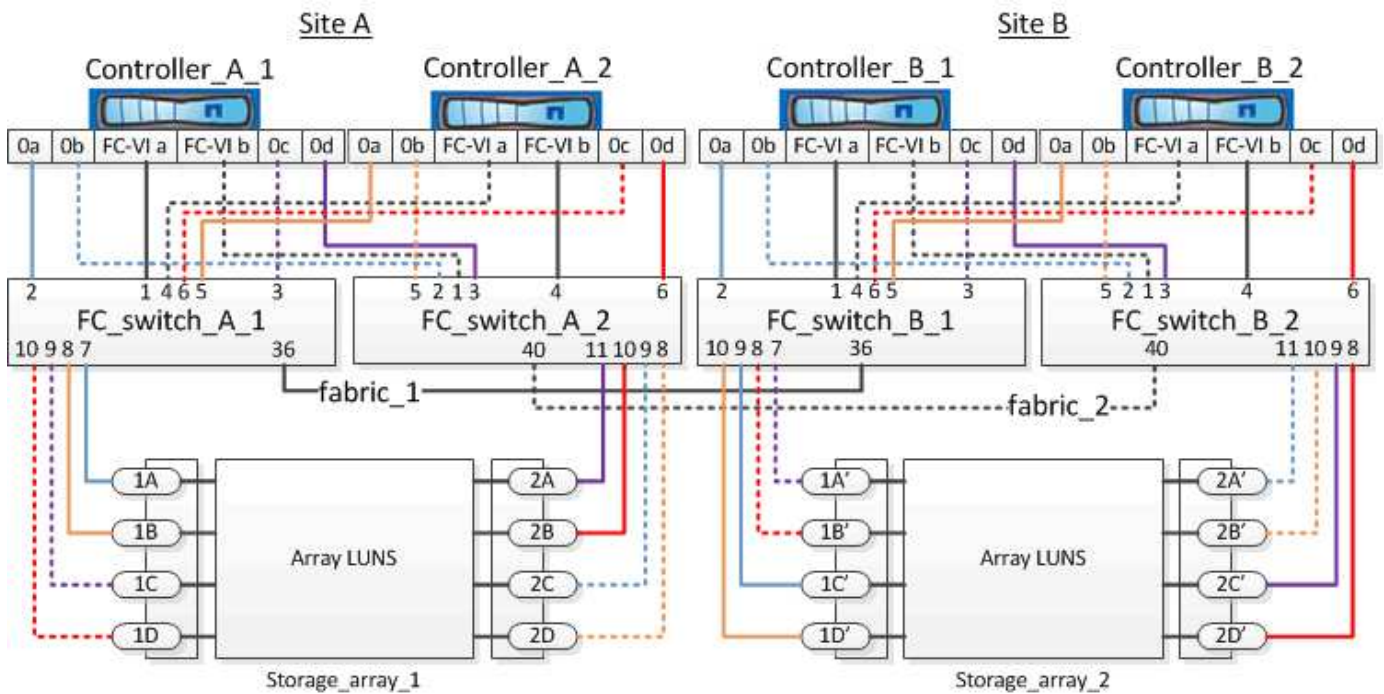 Site A Site B
Controller_A_1 Controller_A_2 Controller_B_1 Controller_B_2
0a 0b FC-VI a FC-VI b 0c 0d 0a 0b FC-VI a FC-VI b 0c 0d 0a 0b FC-VI a FC-VI b 0c 0d 0a 0b FC-VI a FC-VI b 0c 0d
2 1 4 6 5 3 5 2 1 3 4 6 2 1 4 6 5 3 5 2 1 3 4 6
FC_switch_A_1 FC_switch_A_2 FC_switch_B_1 FC_switch_B_2
10 9 8 7 36 40 11 10 9 8 10 9 8 7 36 40 11 10 9 8
fabric_1 fabric_2
1A 2A 1A’ 2A’
1B 2B 1B’ 2B’
Array LUNS Array LUNS
1C 2C 1C’ 2C’
1D 2D 1D’ 2D’
Storage_array_1 Storage_array_2